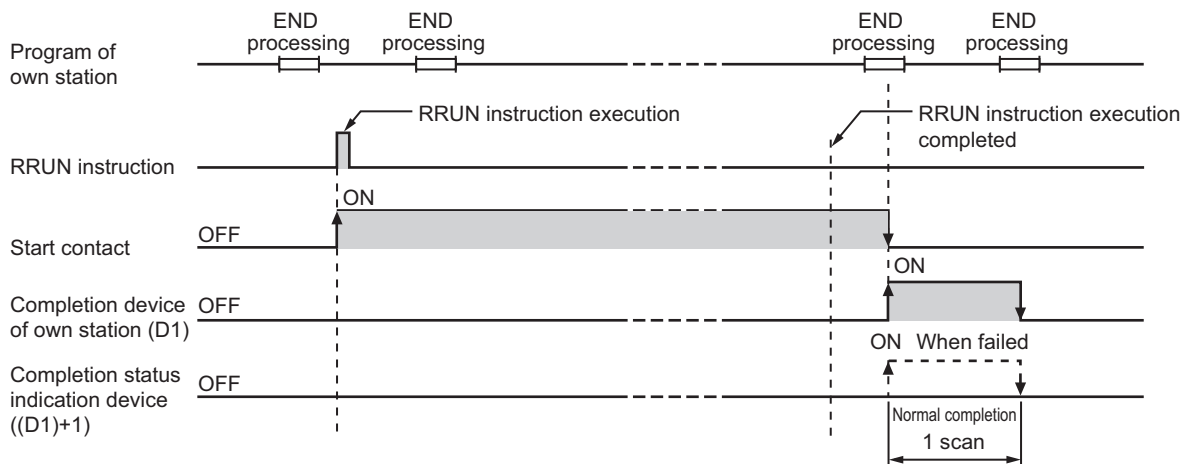 END
processing
END
processing
END
processing
END
processing
Program of
own station
RRUN instruction execution
RRUN instruction execution
completed
RRUN instruction
ON
Start contact
OFF
ON
Completion device
of own station (D1)
OFF
ON When failed
Completion status
indication device
((D1)+1)
OFF
Normal completion
1 scan